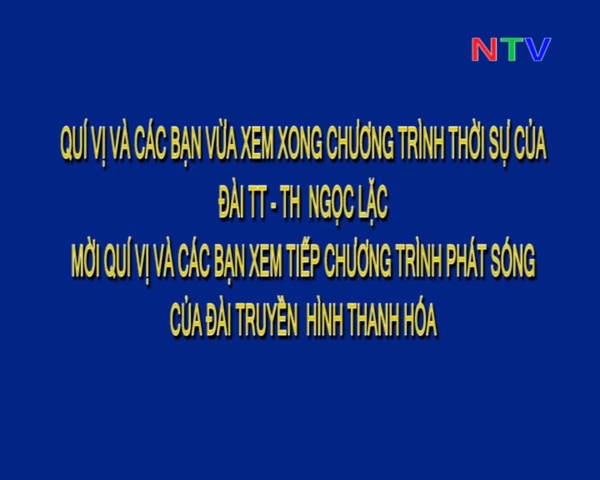 NTV
QUÍ VỊ VÀ CÁC BẠN VỪA XEM XONG CHƯƠNG TRÌNH THỜI SỰ CỦA
ĐÀI TT - TH NGỌC LẶC
MỜI QUÍ VỊ VÀ CÁC BẠN XEM TIẾP CHƯƠNG TRÌNH PHÁT SÓNG
CỦA ĐÀI TRUYỀN HÌNH THANH HÓA